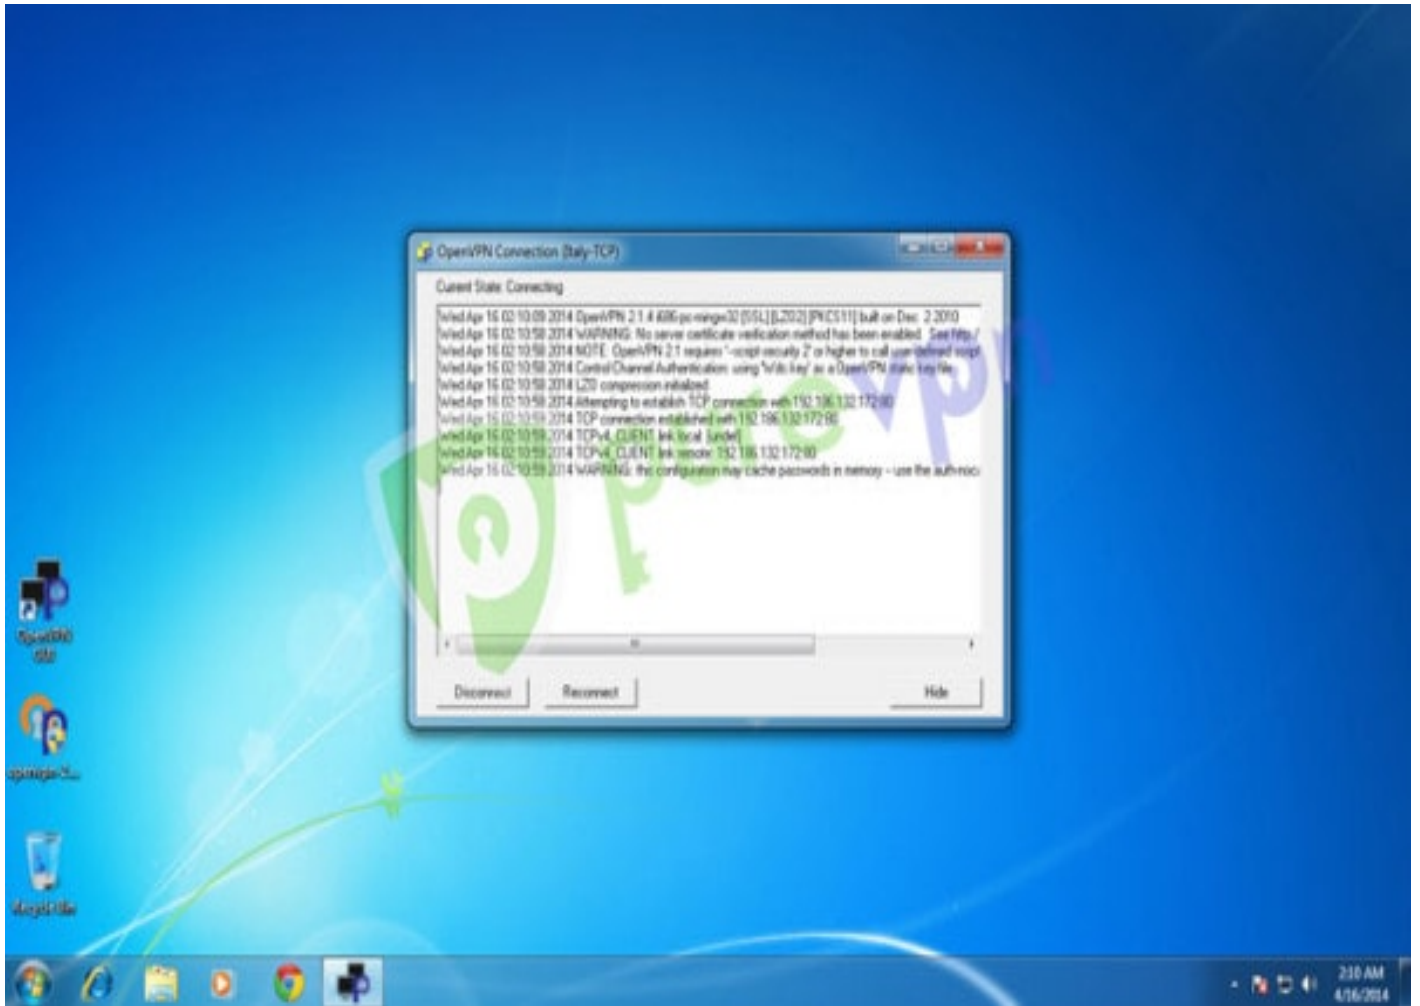 OpenVPN Connection (Italy-TCP)
Current State: Connecting
Wed Apr 16 02:10:09 2014 OpenVPN 2.1.4 i686-pc-mingw32 [SSL] [LZO2] [PKCS11] built on Dec 2 2010
Wed Apr 16 02:10:58 2014 WARNING: No server certificate verification method has been enabled. See http:/
Wed Apr 16 02:10:58 2014 NOTE: OpenVPN 2.1 requires '--script-security 2' or higher to call user-defined script
Wed Apr 16 02:10:58 2014 Control Channel Authentication: using 'Wdc.key' as a OpenVPN static key file
Wed Apr 16 02:10:58 2014 LZO compression initialized
Wed Apr 16 02:10:58 2014 Attempting to establish TCP connection with 192.186.132.172:80
Wed Apr 16 02:10:59 2014 TCP connection established with 192.186.132.172:80
Wed Apr 16 02:10:59 2014 TCPv4_CLIENT link local: [undef]
Wed Apr 16 02:10:59 2014 TCPv4_CLIENT link remote: 192.186.132.172:80
Wed Apr 16 02:10:59 2014 WARNING: this configuration may cache passwords in memory -- use the auth-noca
purevpn
Disconnect
Reconnect
Hide
OpenVPN
GUI
openvpn-2...
Recycle Bin
2:10 AM
4/16/2014